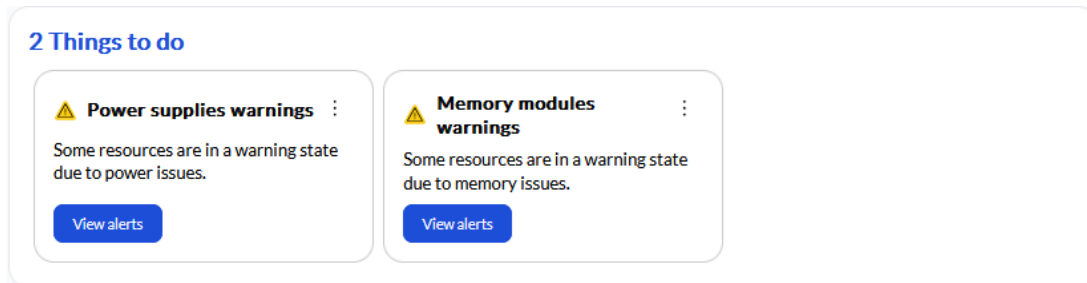 2 Things to do
Power supplies warnings
Some resources are in a warning state
due to power issues.
View alerts
Memory modules
warnings
Some resources are in a warning state
due to memory issues.
View alerts